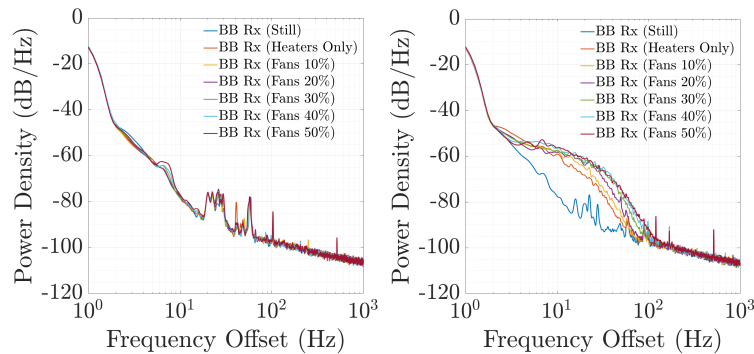 Power Density (dB/Hz)
0
-20
-40
-60
-80
-100
-120
BB Rx (Still)
BB Rx (Heaters Only)
BB Rx (Fans 10%)
BB Rx (Fans 20%)
BB Rx (Fans 30%)
BB Rx (Fans 40%)
BB Rx (Fans 50%)
10^0 10^1 10^2 10^3
Frequency Offset (Hz)
Power Density (dB/Hz)
0
-20
-40
-60
-80
-100
-120
BB Rx (Still)
BB Rx (Heaters Only)
BB Rx (Fans 10%)
BB Rx (Fans 20%)
BB Rx (Fans 30%)
BB Rx (Fans 40%)
BB Rx (Fans 50%)
10^0 10^1 10^2 10^3
Frequency Offset (Hz)